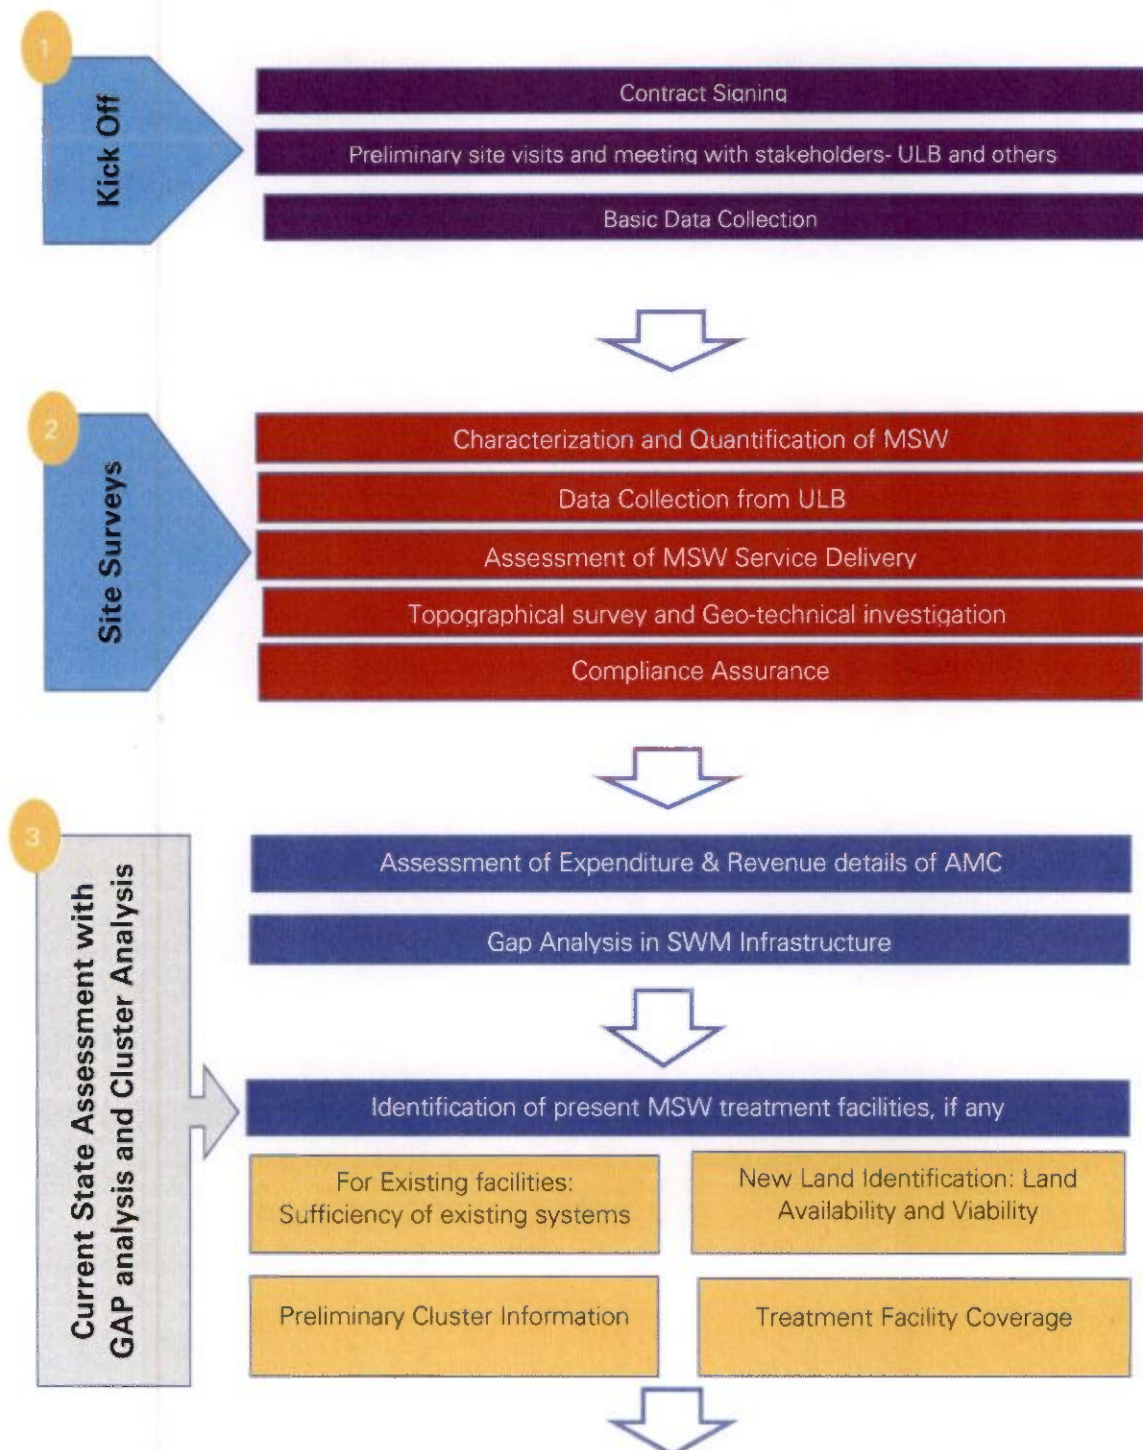 1
Kick Off
Contract Signing
Preliminary site visits and meeting with stakeholders- ULB and others
Basic Data Collection
2
Site Surveys
Characterization and Quantification of MSW
Data Collection from ULB
Assessment of MSW Service Delivery
Topographical survey and Geo-technical investigation
Compliance Assurance
3
Current State Assessment with
GAP analysis and Cluster Analysis
Assessment of Expenditure & Revenue details of AMC
Gap Analysis in SWM Infrastructure
Identification of present MSW treatment facilities, if any
For Existing facilities:
Sufficiency of existing systems
New Land Identification: Land
Availability and Viability
Preliminary Cluster Information
Treatment Facility Coverage